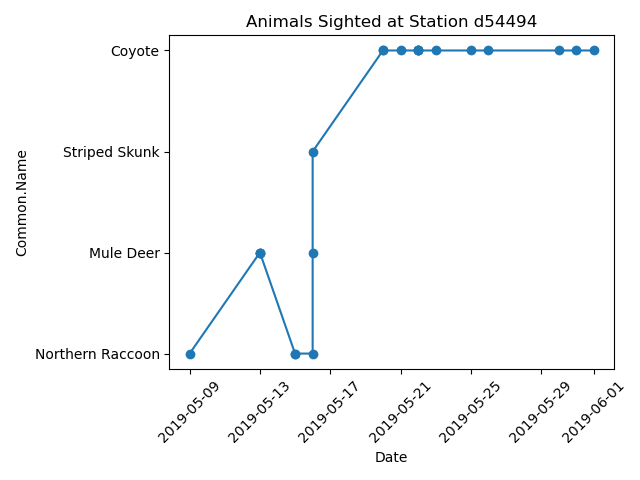 Animals Sighted at Station d54494
Common.Name
Coyote
Striped Skunk
Mule Deer
Northern Raccoon
2019-05-09
2019-05-13
2019-05-17
2019-05-21
2019-05-25
2019-05-29
2019-06-01
Date